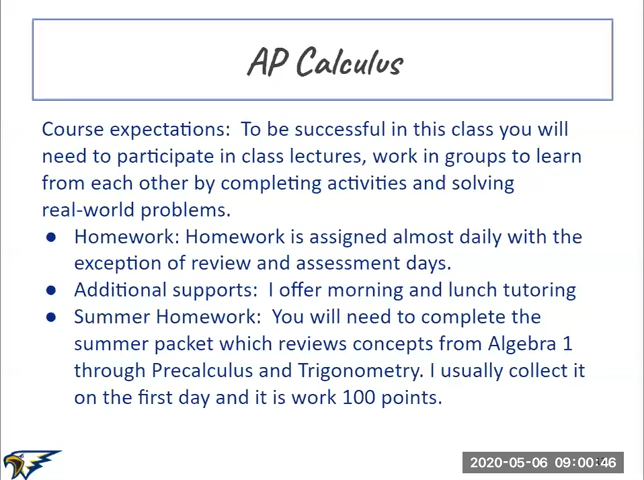 AP Calculus
Course expectations:  To be successful in this class you will
need to participate in class lectures, work in groups to learn
from each other by completing activities and solving
real-world problems.
● Homework: Homework is assigned almost daily with the
exception of review and assessment days.
● Additional supports:  I offer morning and lunch tutoring
● Summer Homework:  You will need to complete the
summer packet which reviews concepts from Algebra 1
through Precalculus and Trigonometry. I usually collect it
on the first day and it is work 100 points.
2020-05-06  09:00:46